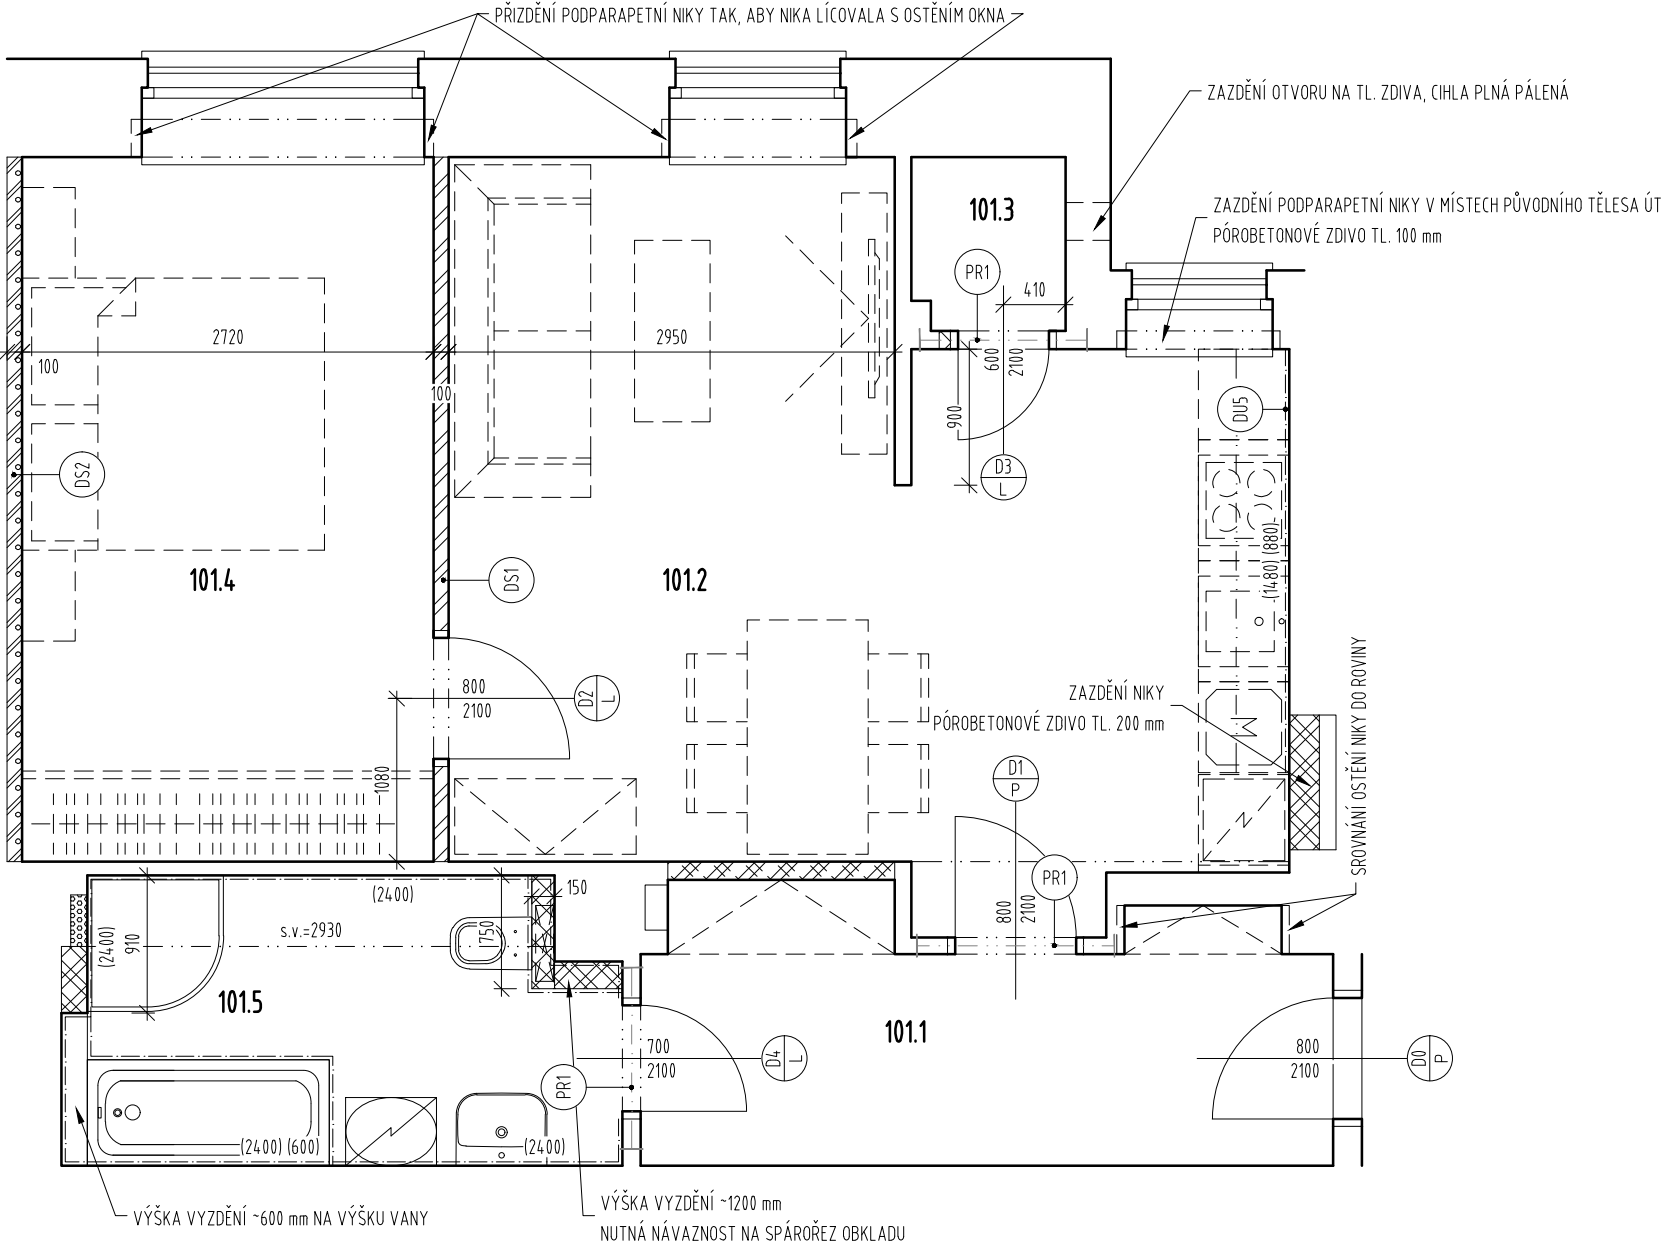 PŘIZDĚNÍ PODPARAPETNÍ NIKY TAK, ABY NIKA LÍCOVALA S OSTĚNÍM OKNA
ZAZDĚNÍ OTVORU NA TL. ZDIVA, CIHLA PLNÁ PÁLENÁ
ZAZDĚNÍ PODPARAPETNÍ NIKY V MÍSTECH PŮVODNÍHO TĚLESA ÚT
PÓROBETONOVÉ ZDIVO TL. 100 mm
101.3
PR1
410
2720
2950
100
100
600
2100
900
DU5
D3
L
DS2
(1480) (880)
101.4
DS1
101.2
800
2100
D2
L
ZAZDĚNÍ NIKY
PÓROBETONOVÉ ZDIVO TL. 200 mm
M
SROVNÁNÍ OSTĚNÍ NIKY DO ROVINY
1080
D1
P
N
PR1
800
2100
(2400)
150
s.v.=2930
750
(2400)
910
101.5
101.1
700
2100
D4
L
800
2100
D0
P
PR1
(2400) (600)
(2400)
VÝŠKA VYZDĚNÍ ~600 mm NA VÝŠKU VANY
VÝŠKA VYZDĚNÍ ~1200 mm
NUTNÁ NÁVAZNOST NA SPÁROŘEZ OBKLADU